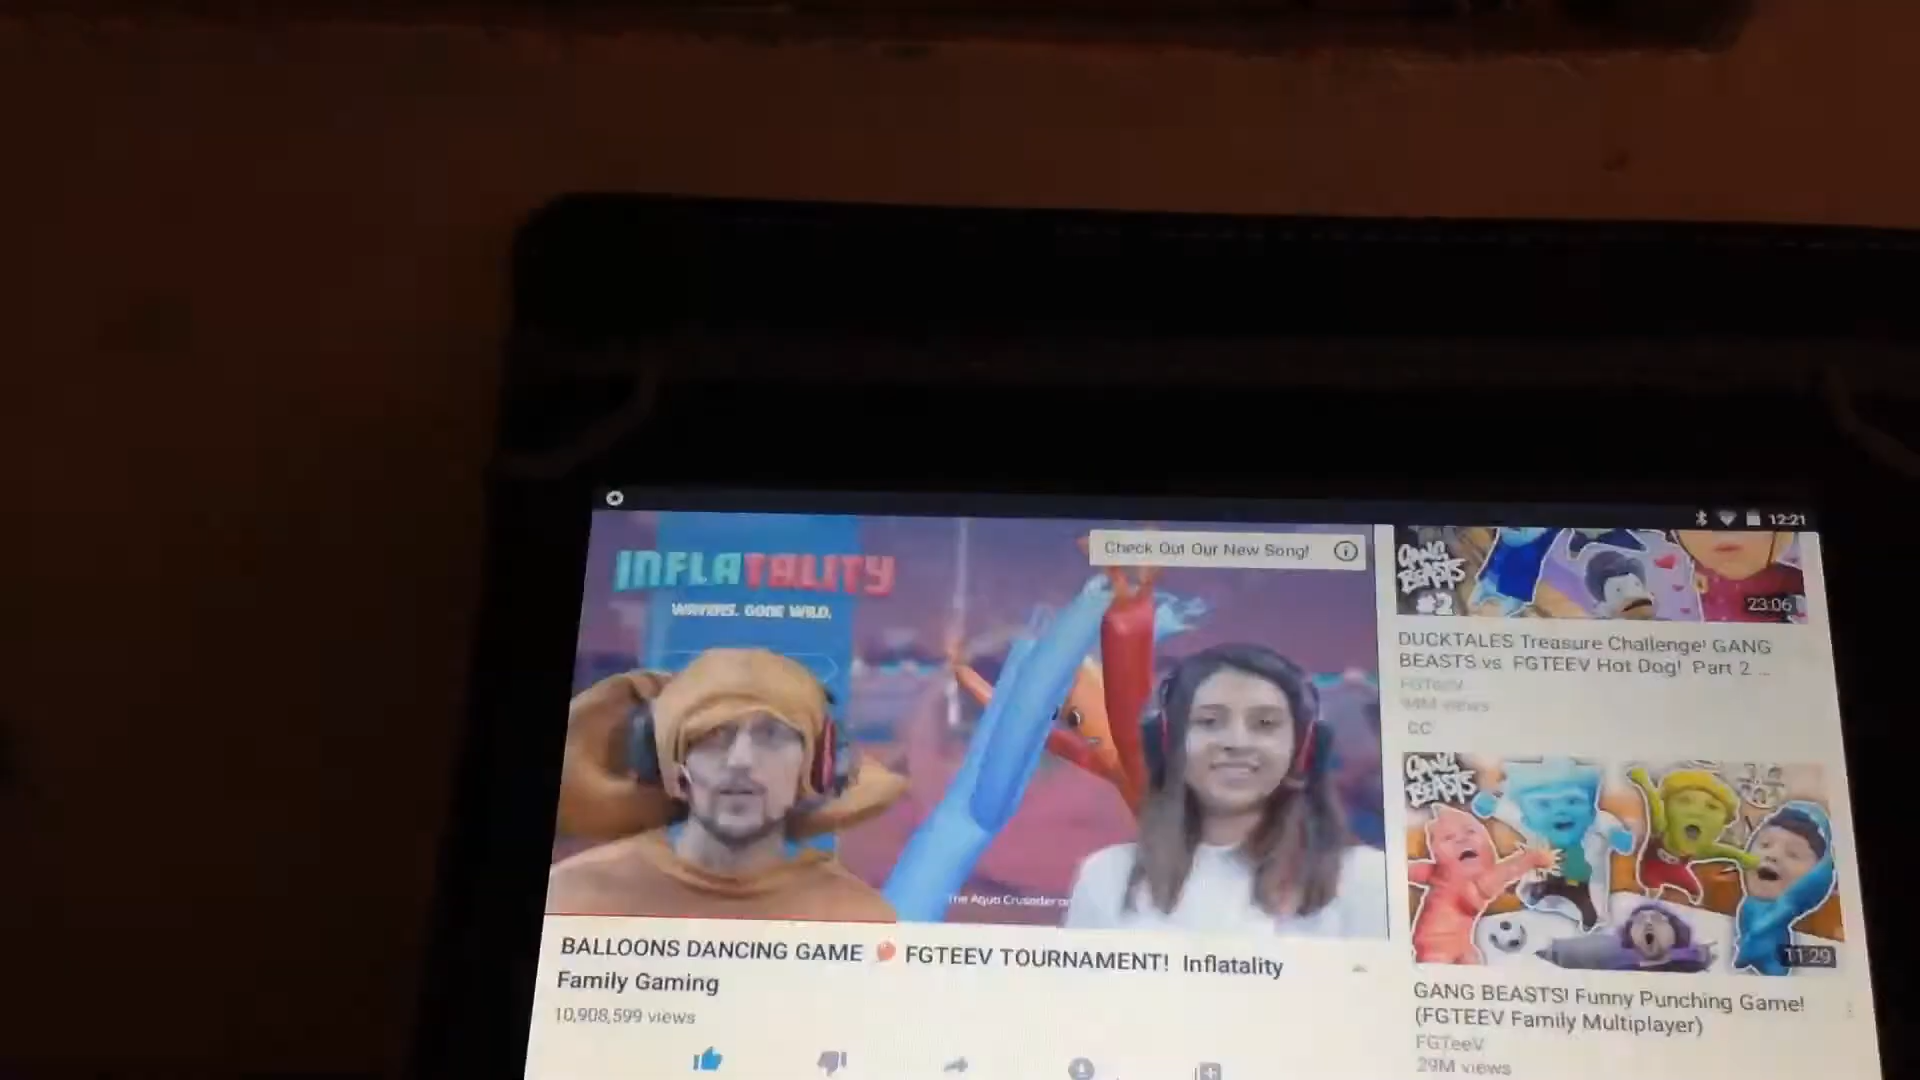 12:21
INFLATALITY
WAVERS. GONE WILD.
Check Out Our New Song!
The Aqua Crusader
BALLOONS DANCING GAME 🎈 FGTEEV TOURNAMENT! Inflatality
Family Gaming
10,908,599 views
GANG
BEASTS
#2
23:06
DUCKTALES Treasure Challenge! GANG
BEASTS vs FGTEEV Hot Dog! Part 2 ...
FGTeeV
94M views
CC
GANG
BEASTS
11:29
GANG BEASTS! Funny Punching Game!
(FGTEEV Family Multiplayer)
FGTeeV
29M views